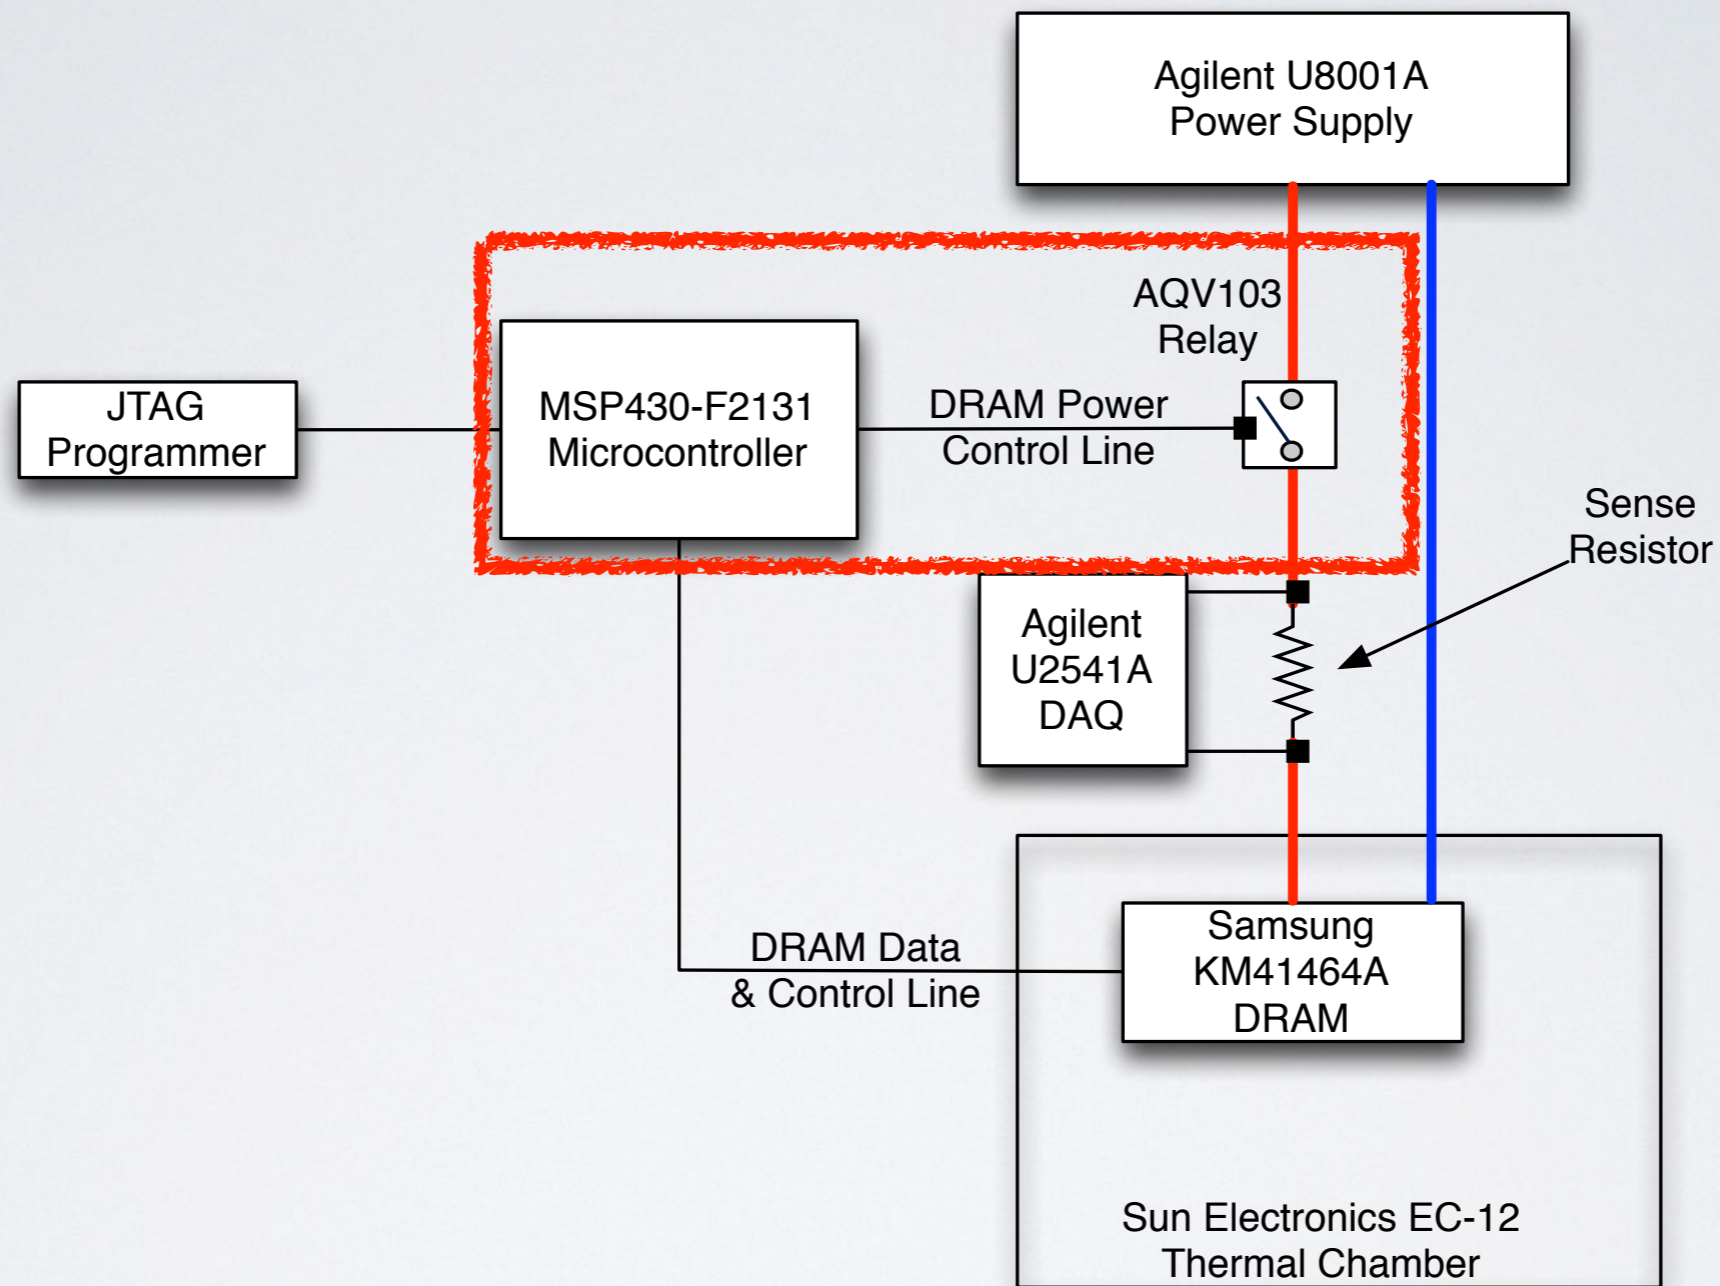 Agilent U8001A
Power Supply
AQV103
Relay
JTAG
Programmer
MSP430-F2131
Microcontroller
DRAM Power
Control Line
Sense
Resistor
Agilent
U2541A
DAQ
DRAM Data
& Control Line
Samsung
KM41464A
DRAM
Sun Electronics EC-12
Thermal Chamber